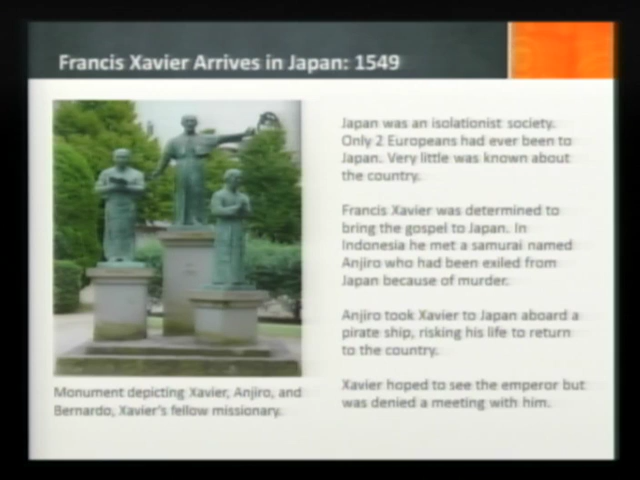 Francis Xavier Arrives in Japan: 1549
Japan was an isolationist society.
Only 2 Europeans had ever been to
Japan. Very little was known about
the country.
Francis Xavier was determined to
bring the gospel to Japan. In
Indonesia he met a samurai named
Anjiro who had been exiled from
Japan because of murder.
Anjiro took Xavier to Japan aboard a
pirate ship, risking his life to return
to the country.
Xavier hoped to see the emperor but
was denied a meeting with him.
Monument depicting Xavier, Anjiro, and
Bernardo, Xavier's fellow missionary.